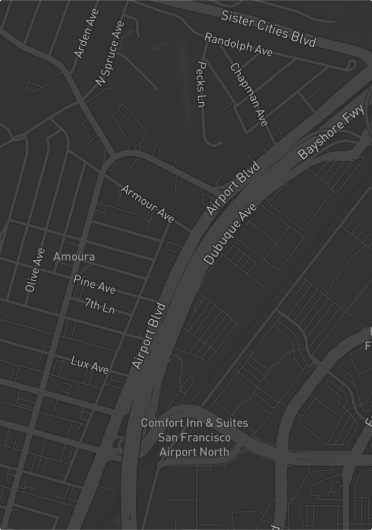 Sister Cities Blvd
Arden Ave
Randolph Ave
N Spruce Ave
Pecks Ln
Chapman Ave
Bayshore Fwy
Airport Blvd
Armour Ave
Dubuque Ave
Amoura
Olive Ave
Pine Ave
7th Ln
Airport Blvd
Lux Ave
Comfort Inn & Suites
San Francisco
Airport North